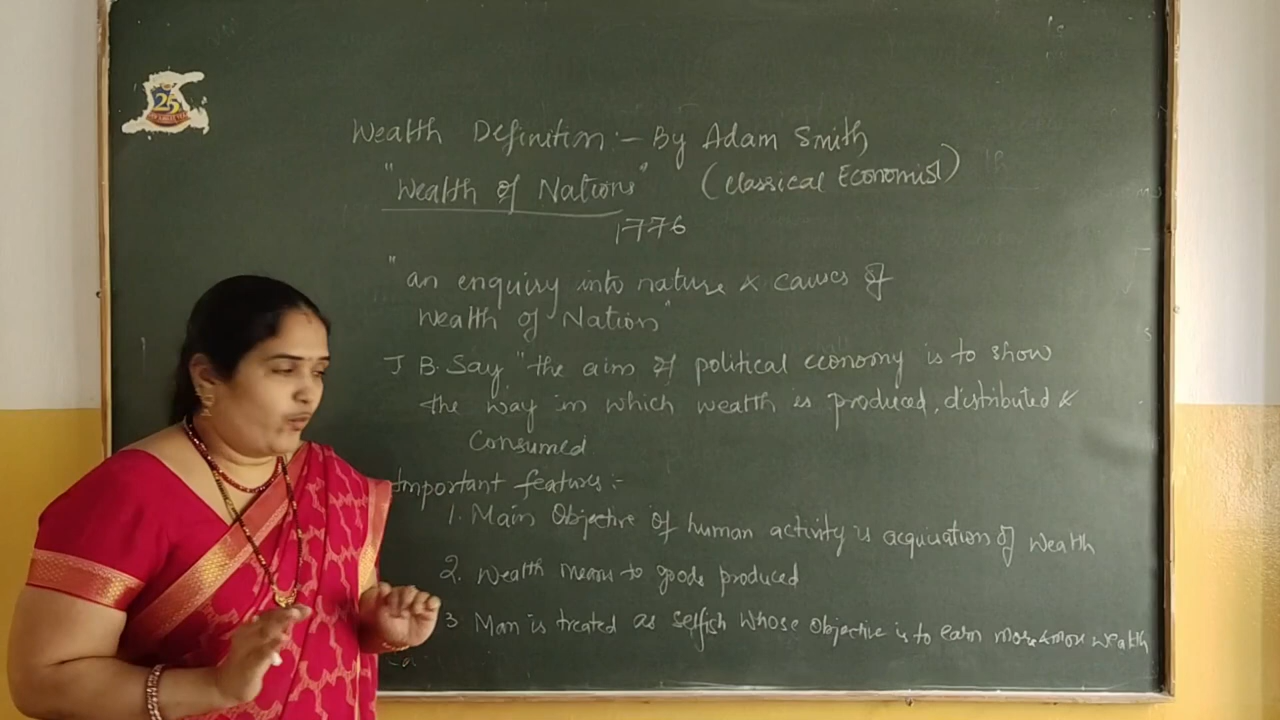 25
Wealth Definition:- By Adam Smith
"Wealth of Nations" (Classical Economist)
1776
"an enquiry into nature & causes of
Wealth of Nation"
J B. Say "the aim of political economy is to show
the way in which wealth is produced, distributed &
Consumed
Important features:-
1. Main Objective of human activity is acquisation of Wealth
2. Wealth means to goods produced
3 Man is treated as selfish whose objective is to earn more & more wealth